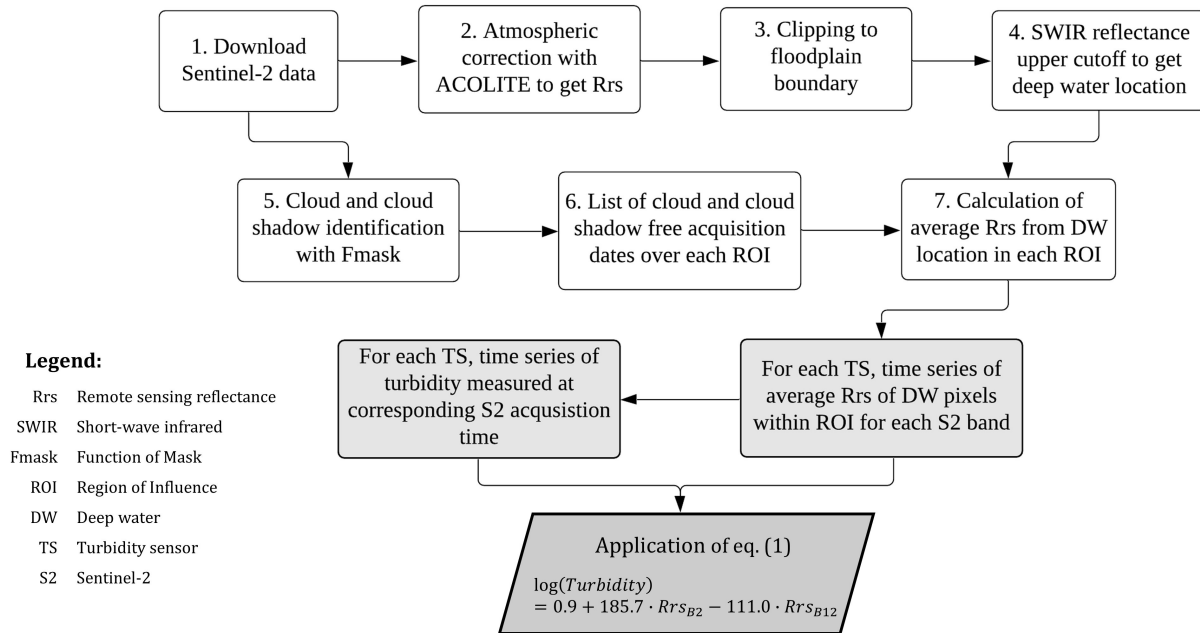 1. Download
Sentinel-2 data
2. Atmospheric
correction with
ACOLITE to get Rrs
3. Clipping to
floodplain
boundary
4. SWIR reflectance
upper cutoff to get
deep water location
5. Cloud and cloud
shadow identification
with Fmask
6. List of cloud and cloud
shadow free acquisition
dates over each ROI
7. Calculation of
average Rrs from DW
location in each ROI
For each TS, time series of
turbidity measured at
corresponding S2 acqusistion
time
For each TS, time series of
average Rrs of DW pixels
within ROI for each S2 band
Legend:
Rrs Remote sensing reflectance
SWIR Short-wave infrared
Fmask Function of Mask
ROI Region of Influence
DW Deep water
TS Turbidity sensor
S2 Sentinel-2
Application of eq. (1)
log(Turbidity)
= 0.9 + 185.7 · Rrs_B2 − 111.0 · Rrs_B12